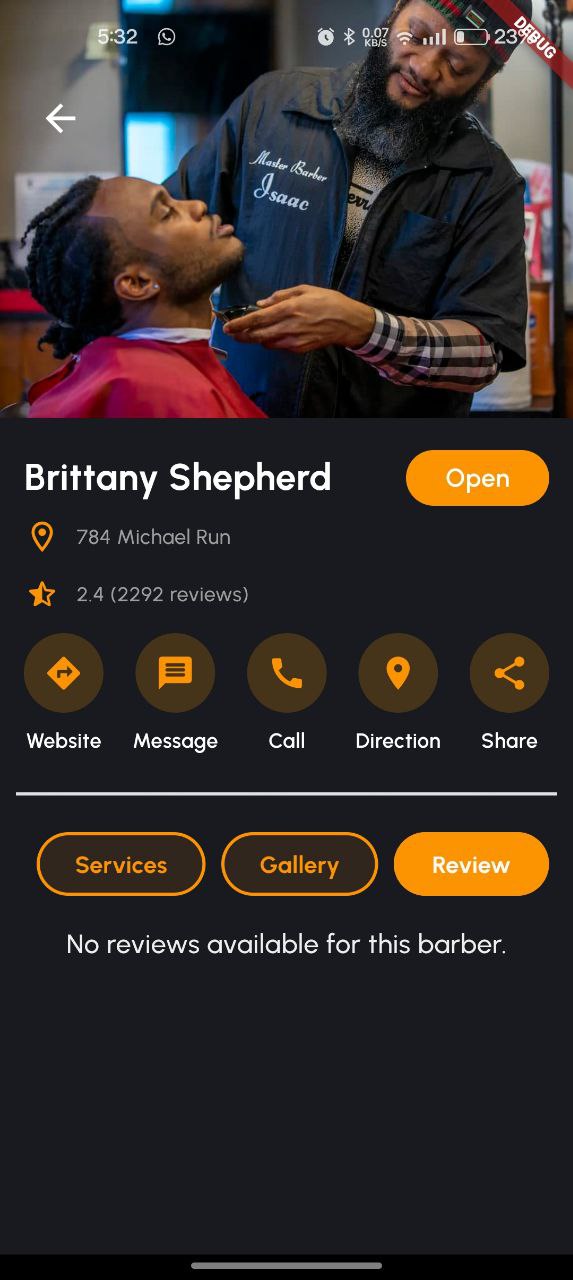 5:32
0.07
KB/S
DEBUG
Master Barber
Isaac
Brittany Shepherd
Open
784 Michael Run
2.4 (2292 reviews)
Website
Message
Call
Direction
Share
Services
Gallery
Review
No reviews available for this barber.